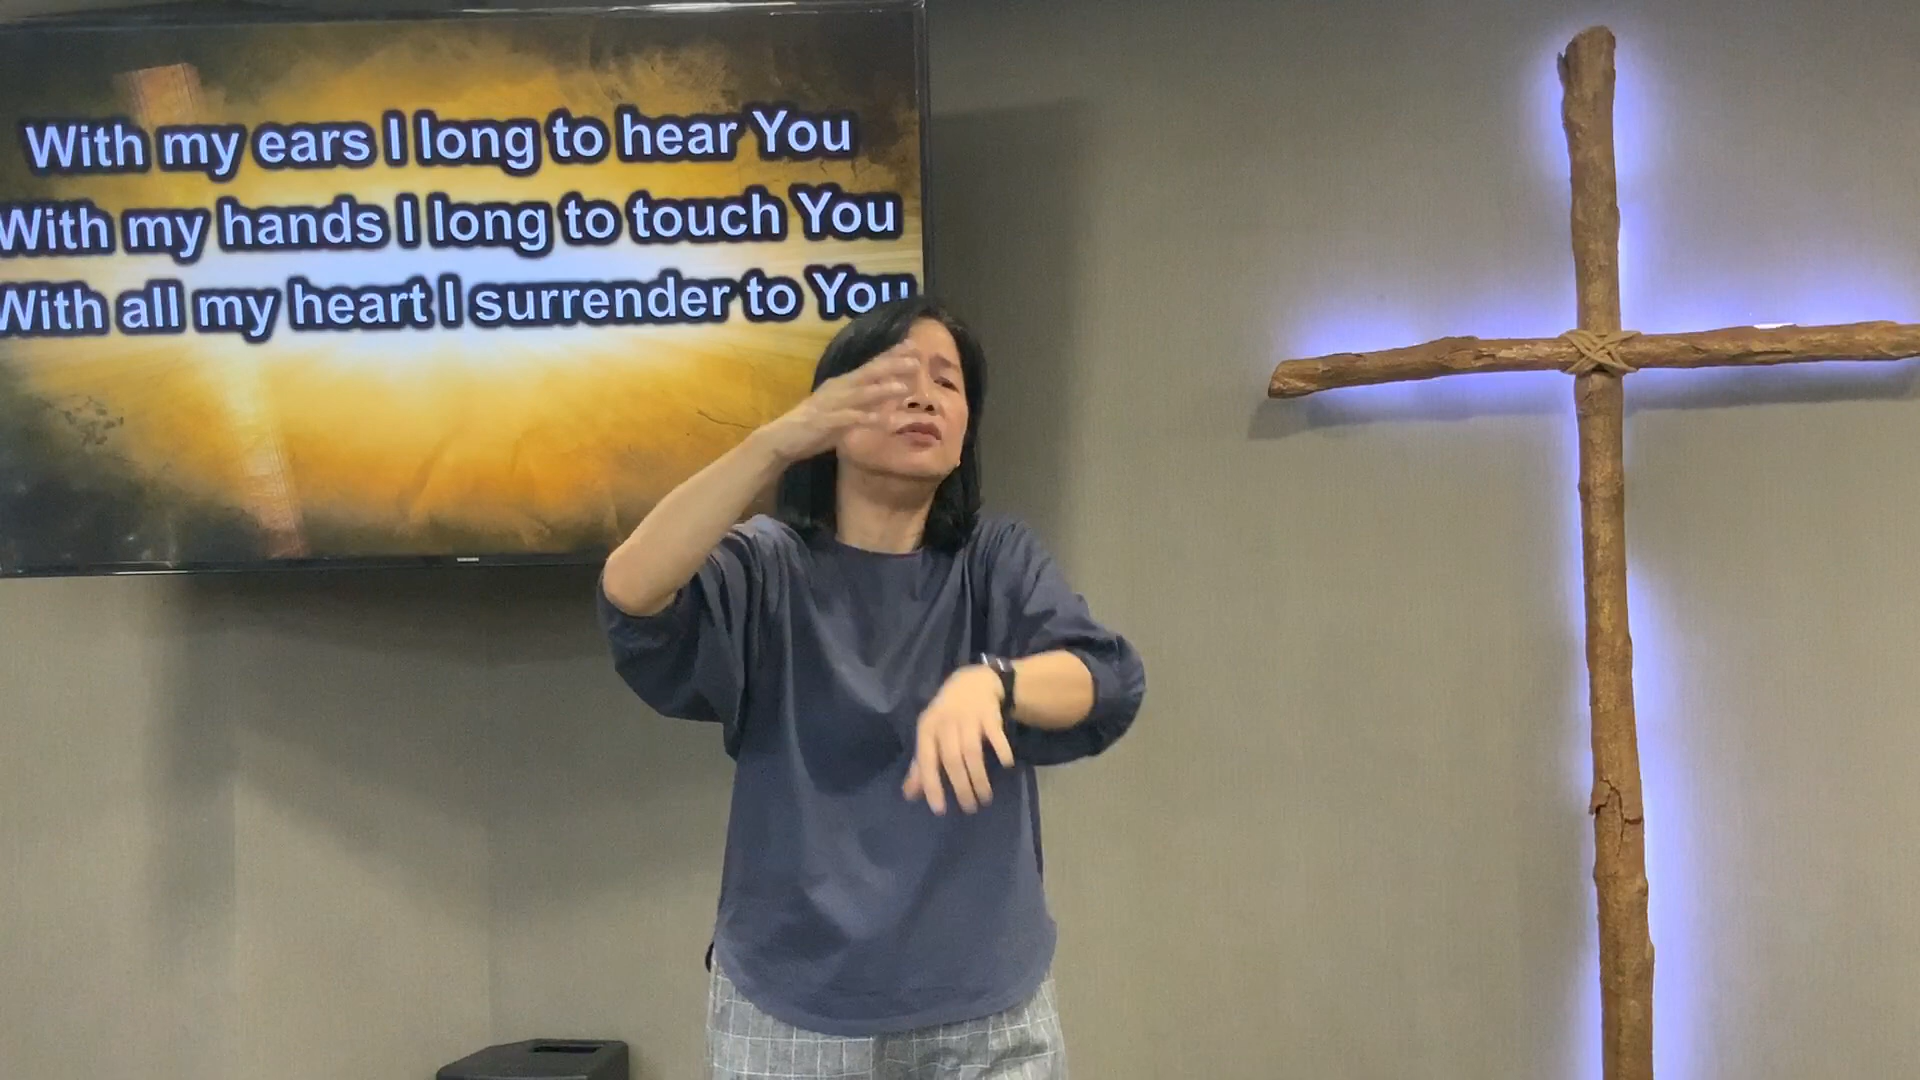 With my ears I long to hear You
With my hands I long to touch You
With all my heart I surrender to You
SAMSUNG